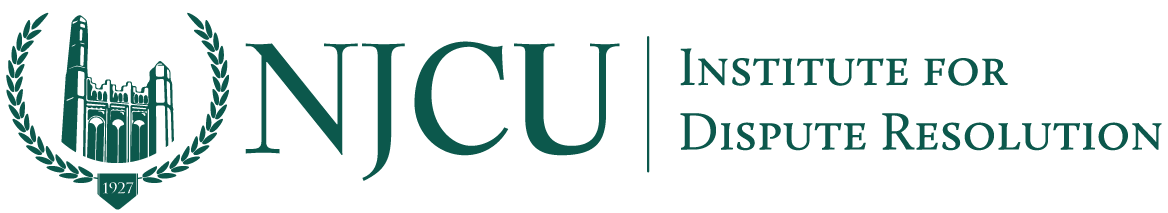 NJCU
INSTITUTE FOR
DISPUTE RESOLUTION
1927